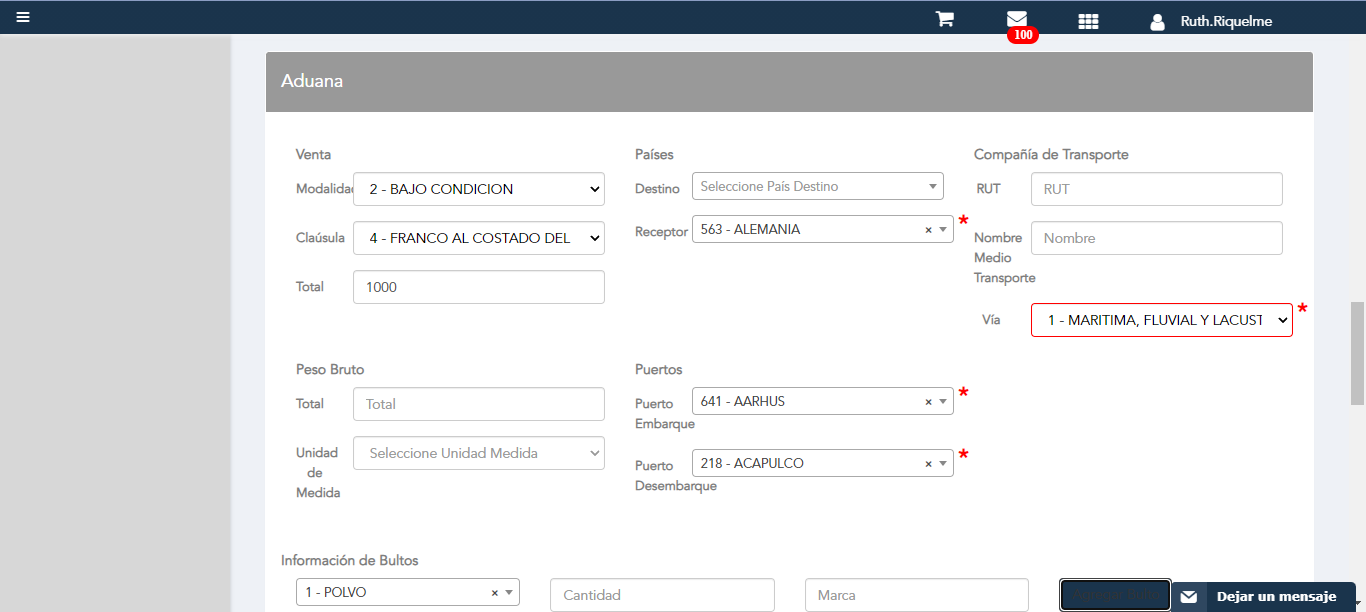 Ruth.Riquelme
100
Aduana
Venta
Países
Compañía de Transporte
Modalidad 2 - BAJO CONDICION
Destino Seleccione País Destino
RUT RUT
Receptor 563 - ALEMANIA × *
Claúsula 4 - FRANCO AL COSTADO DEL
Nombre Medio Transporte Nombre
Total 1000
Vía 1 - MARITIMA, FLUVIAL Y LACUST *
Peso Bruto
Puertos
Total Total
Puerto Embarque 641 - AARHUS × *
Unidad de Medida Seleccione Unidad Medida
Puerto Desembarque 218 - ACAPULCO × *
Información de Bultos
1 - POLVO × Cantidad Marca
Dejar un mensaje